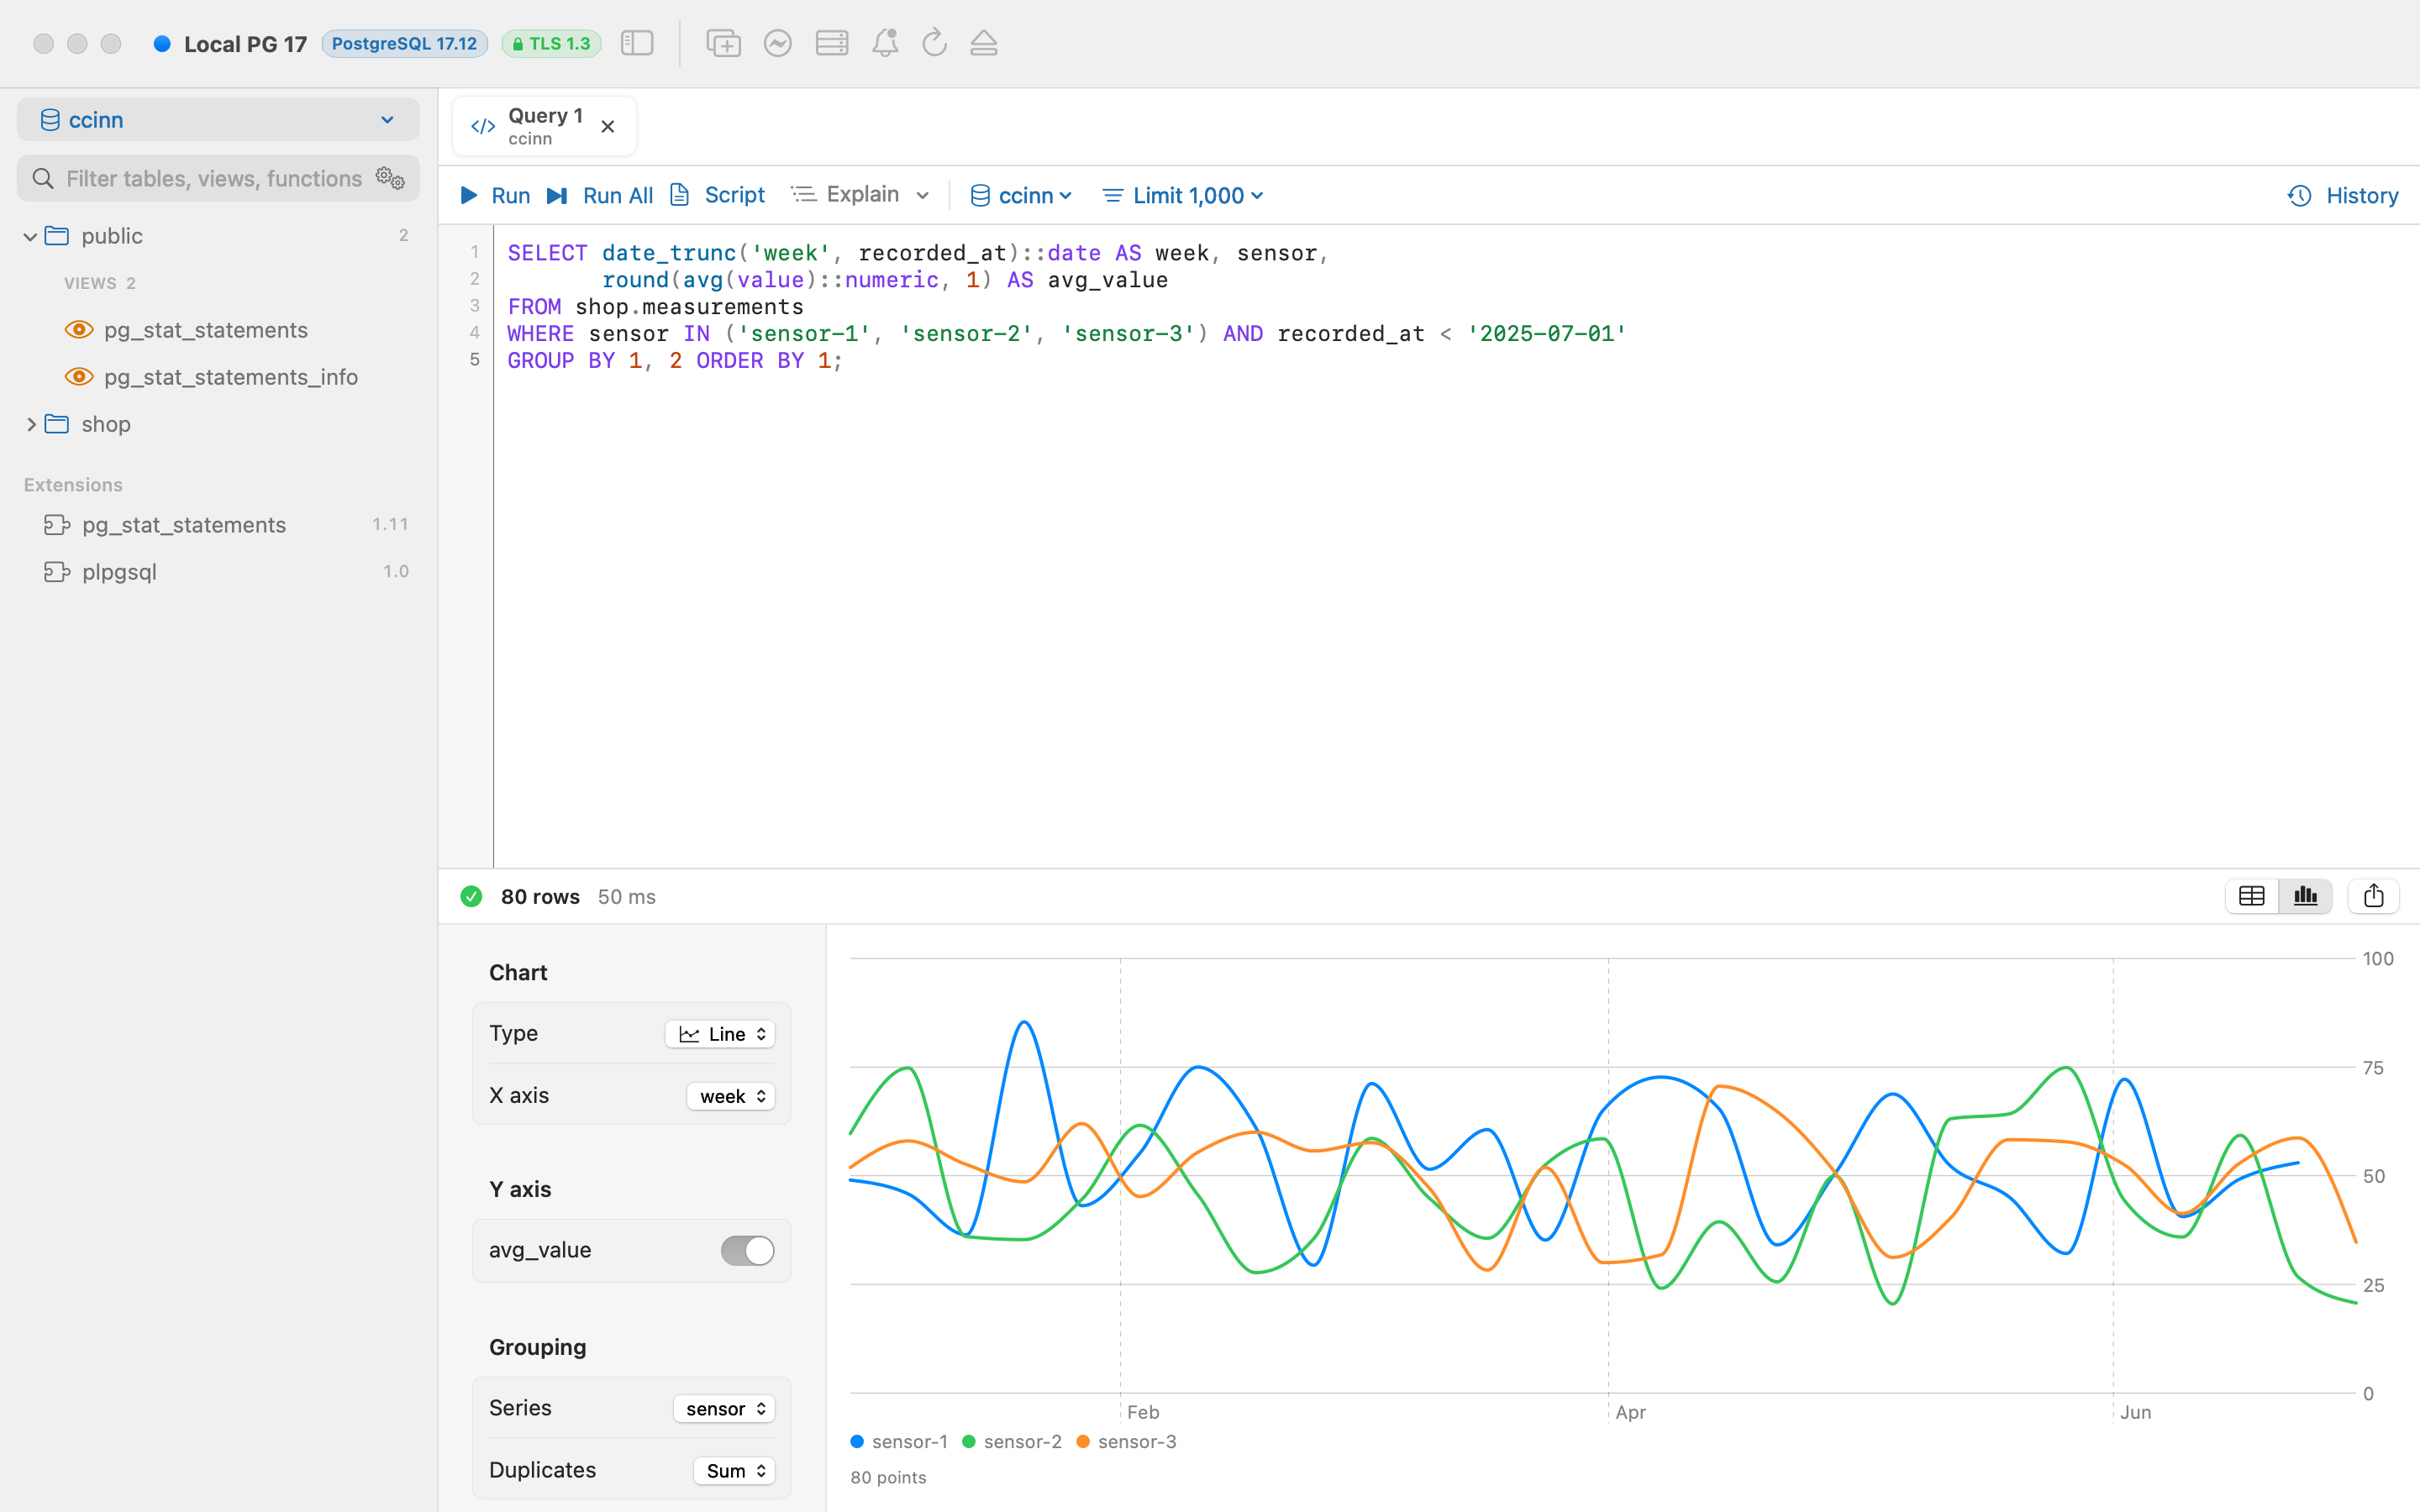 Local PG 17 PostgreSQL 17.12 TLS 1.3
ccinn
Filter tables, views, functions
public 2
VIEWS 2
pg_stat_statements
pg_stat_statements_info
shop
Extensions
pg_stat_statements 1.11
plpgsql 1.0
Query 1
ccinn
Run Run All Script Explain ccinn Limit 1,000 History
1 SELECT date_trunc('week', recorded_at)::date AS week, sensor,
2 round(avg(value)::numeric, 1) AS avg_value
3 FROM shop.measurements
4 WHERE sensor IN ('sensor-1', 'sensor-2', 'sensor-3') AND recorded_at < '2025-07-01'
5 GROUP BY 1, 2 ORDER BY 1;
80 rows 50 ms
Chart
Type Line
X axis week
Y axis
avg_value
Grouping
Series sensor
Duplicates Sum
100
75
50
25
0
Feb Apr Jun
sensor-1 sensor-2 sensor-3
80 points